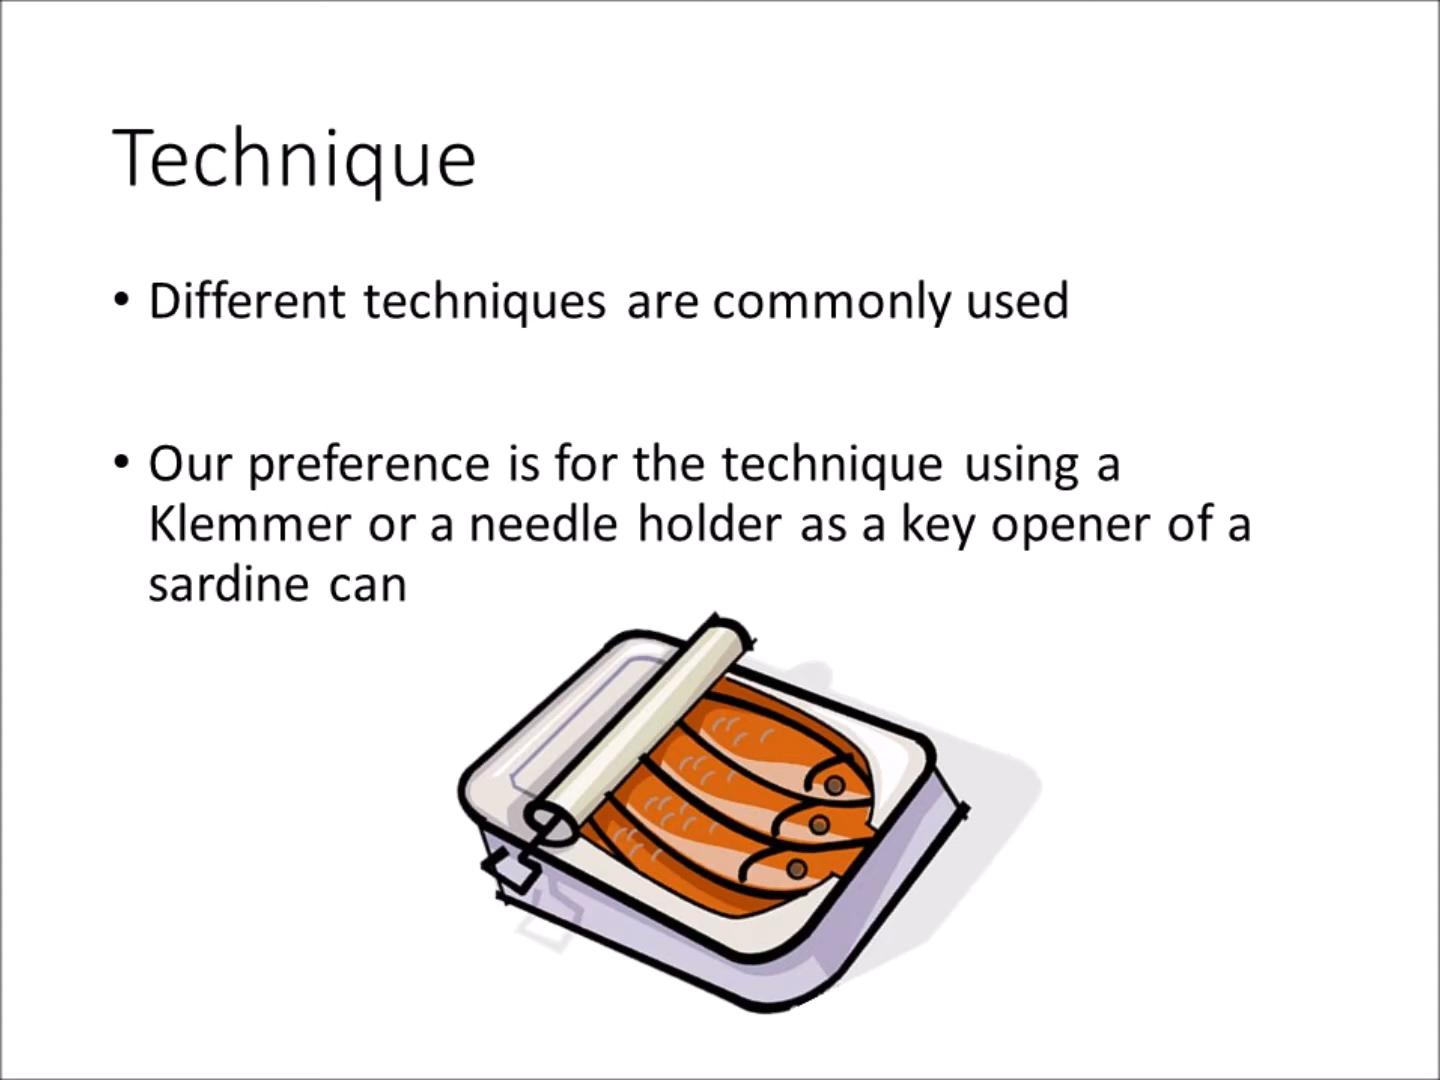 Technique
• Different techniques are commonly used
• Our preference is for the technique using a
Klemmer or a needle holder as a key opener of a
sardine can